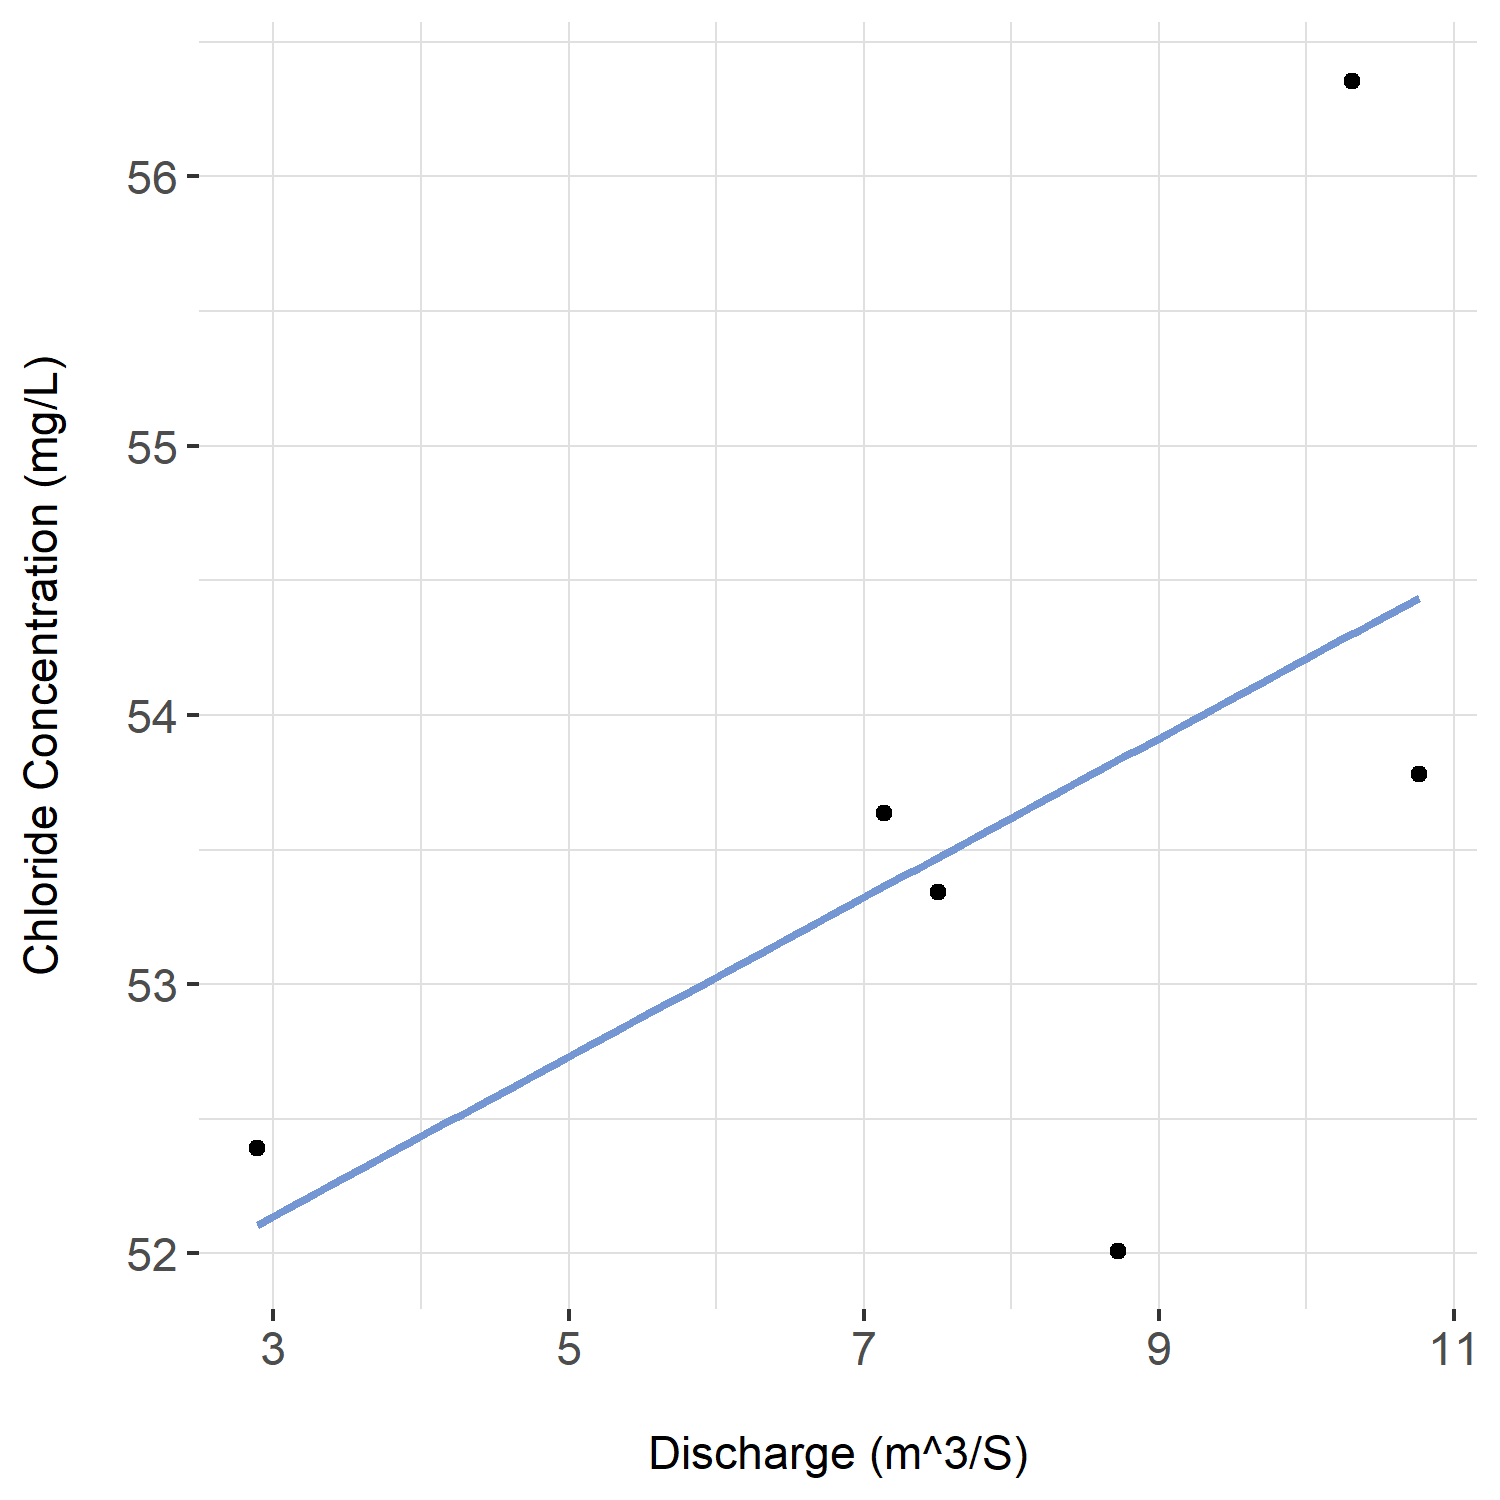 Chloride Concentration (mg/L)
56
55
54
53
52
3 5 7 9 11
Discharge (m^3/S)